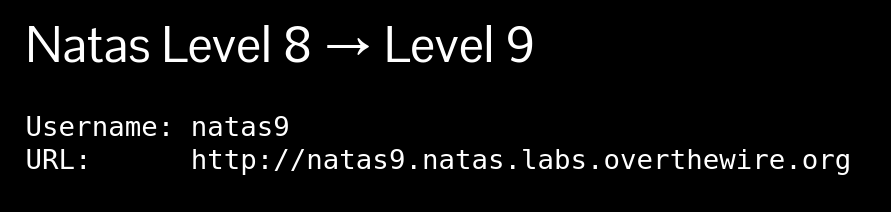 Natas Level 8 → Level 9
Username: natas9
URL:      http://natas9.natas.labs.overthewire.org